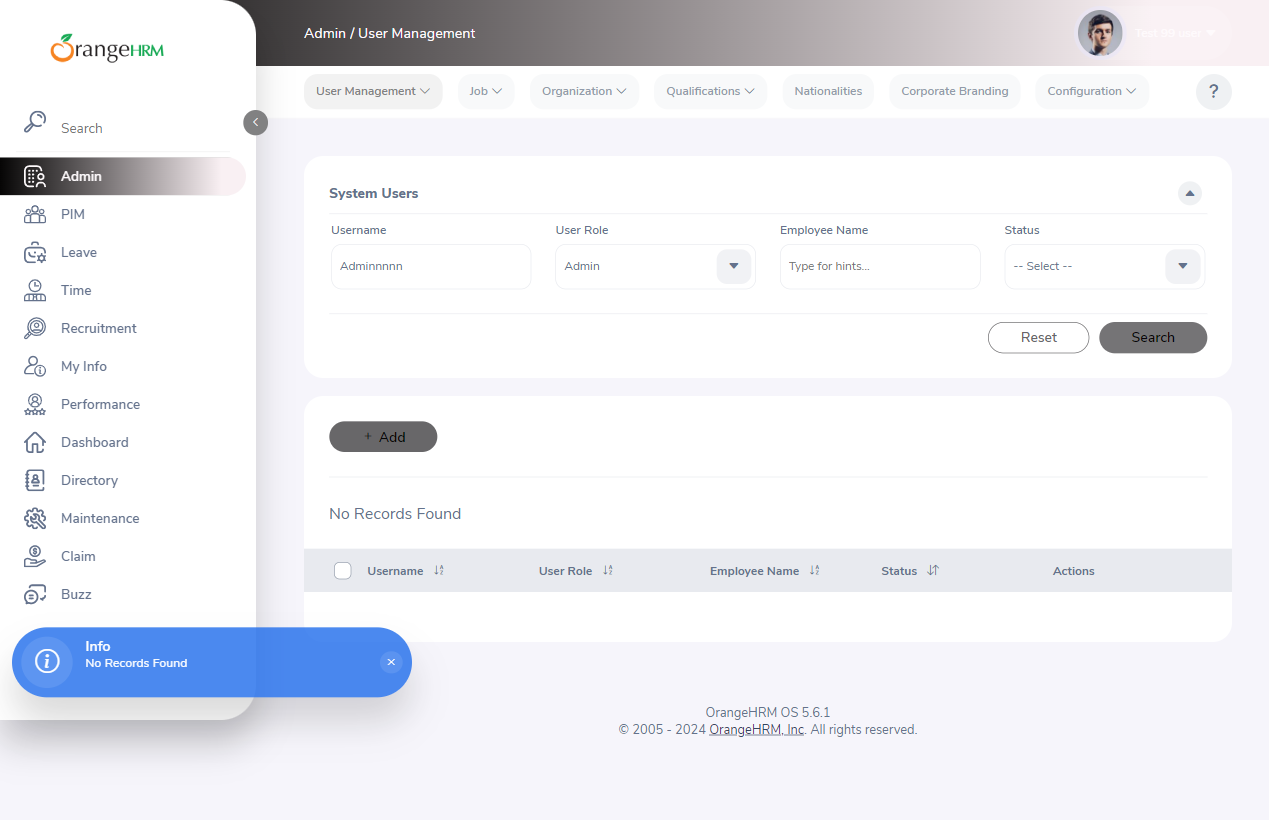 OrangeHRM
Admin / User Management
User Management
Job
Organization
Qualifications
Nationalities
Corporate Branding
Configuration
?
Search
Admin
PIM
Leave
Time
Recruitment
My Info
Performance
Dashboard
Directory
Maintenance
Claim
Buzz
System Users
Username
User Role
Employee Name
Status
Adminnnnn
Admin
Type for hints...
-- Select --
Reset
Search
+ Add
No Records Found
Username
User Role
Employee Name
Status
Actions
Info
No Records Found
OrangeHRM OS 5.6.1
© 2005 - 2024 OrangeHRM, Inc. All rights reserved.